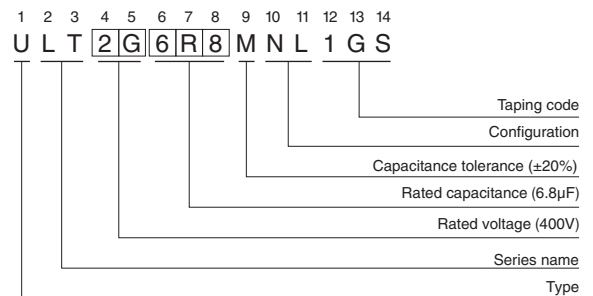 1 2 3 4 5 6 7 8 9 10 11 12 13 14
U L T 2 G 6 R 8 M N L 1 G S
Taping code
Configuration
Capacitance tolerance (±20%)
Rated capacitance (6.8µF)
Rated voltage (400V)
Series name
Type